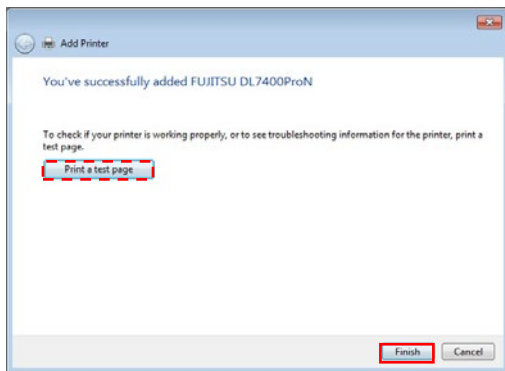 Add Printer
You've successfully added FUJITSU DL7400ProN
To check if your printer is working properly, or to see troubleshooting information for the printer, print a
test page.
Print a test page
Finish
Cancel